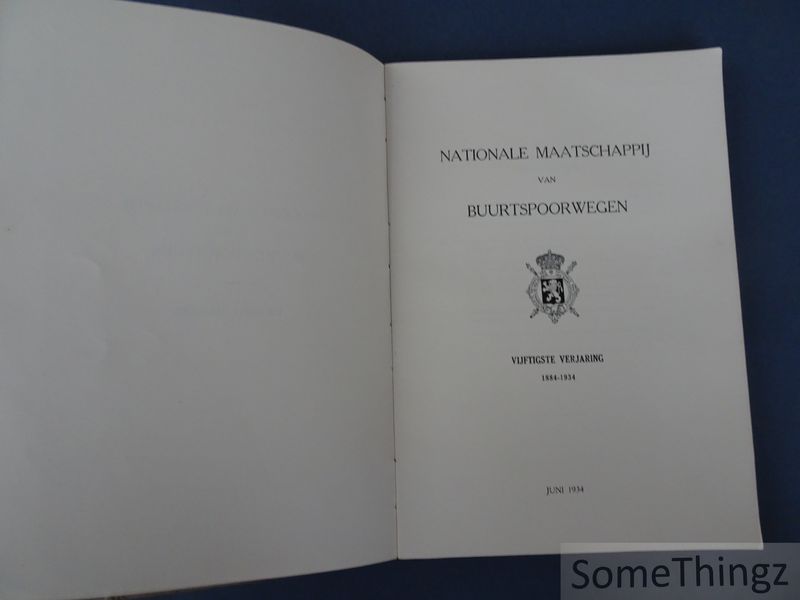 NATIONALE MAATSCHAPPIJ
VAN
BUURTSPOORWEGEN
VIJFTIGSTE VERJARING
1884-1934
JUNI 1934
SomeThingz